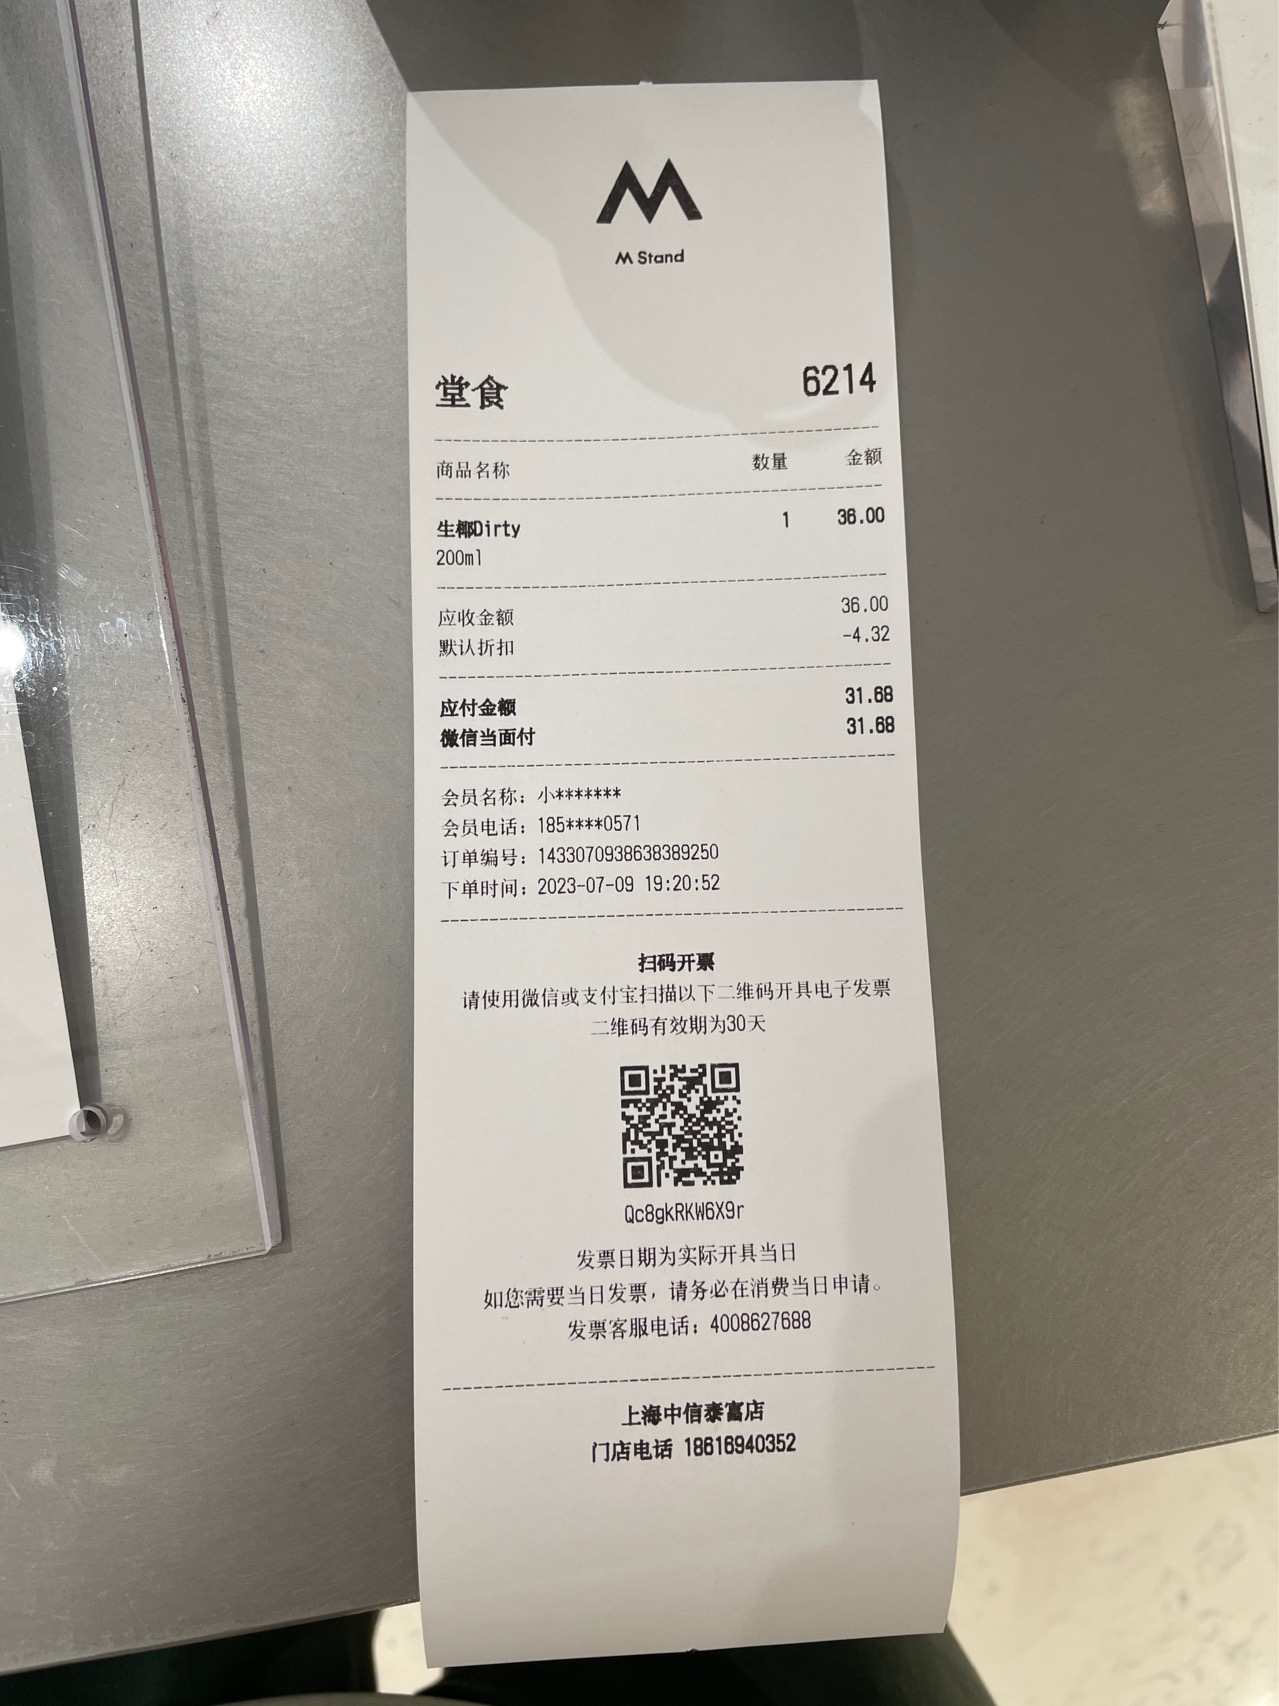 M Stand
堂食 6214
商品名称 数量 金额
生椰Dirty 1 36.00
200ml
应收金额 36.00
默认折扣 -4.32
应付金额 31.68
微信当面付 31.68
会员名称：小*******
会员电话：185****0571
订单编号：1433070938638389250
下单时间：2023-07-09 19:20:52
扫码开票
请使用微信或支付宝扫描以下二维码开具电子发票
二维码有效期为30天
Qc8gkRKW6X9r
发票日期为实际开具当日
如您需要当日发票，请务必在消费当日申请。
发票客服电话：4008627688
上海中信泰富店
门店电话 18616940352